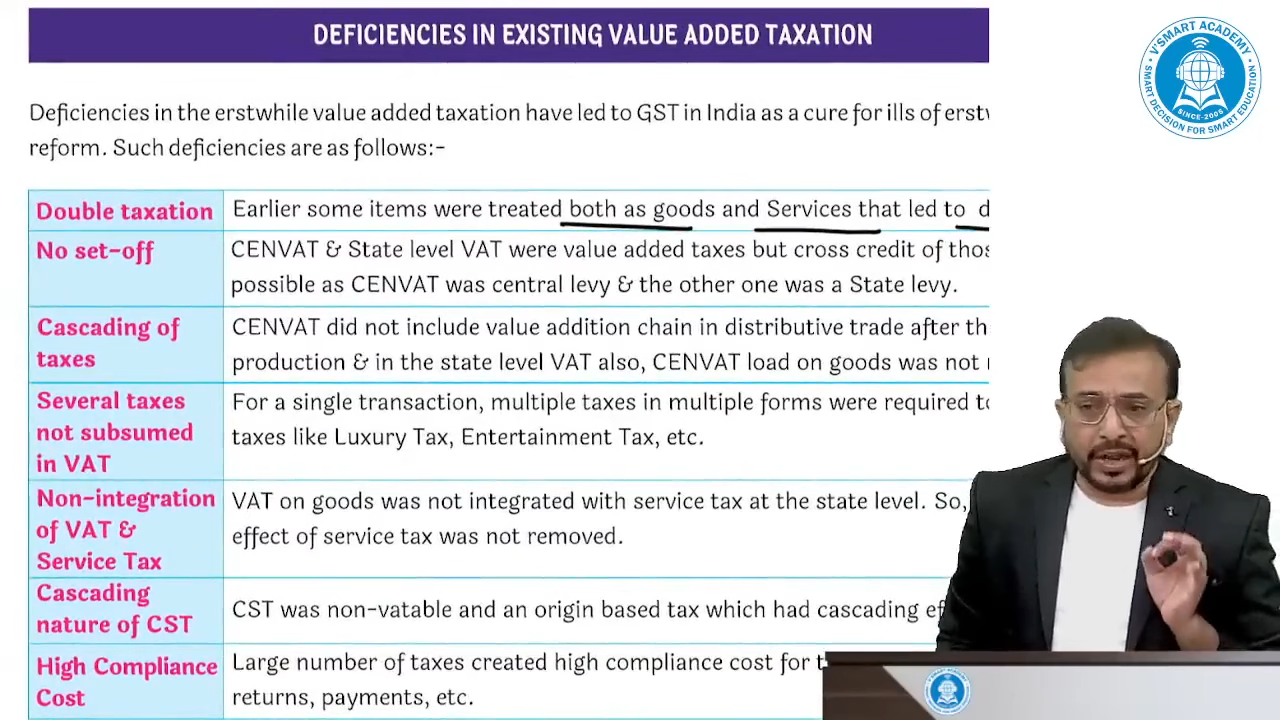 DEFICIENCIES IN EXISTING VALUE ADDED TAXATION
V'SMART ACADEMY
SINCE-2005
SMART DECISION FOR SMART EDUCATION
Deficiencies in the erstwhile value added taxation have led to GST in India as a cure for ills of
reform. Such deficiencies are as follows:-
Double taxation
Earlier some items were treated both as goods and Services that led to
No set-off
CENVAT & State level VAT were value added taxes but cross credit of
possible as CENVAT was central levy & the other one was a State levy.
Cascading of
taxes
CENVAT did not include value addition chain in distributive trade after
production & in the state level VAT also, CENVAT load on goods was not
Several taxes
not subsumed
in VAT
For a single transaction, multiple taxes in multiple forms were required
taxes like Luxury Tax, Entertainment Tax, etc.
Non-integration
of VAT &
Service Tax
VAT on goods was not integrated with service tax at the state level. So,
effect of service tax was not removed.
Cascading
nature of CST
CST was non-vatable and an origin based tax which had cascading
High Compliance
Cost
Large number of taxes created high compliance cost for
returns, payments, etc.